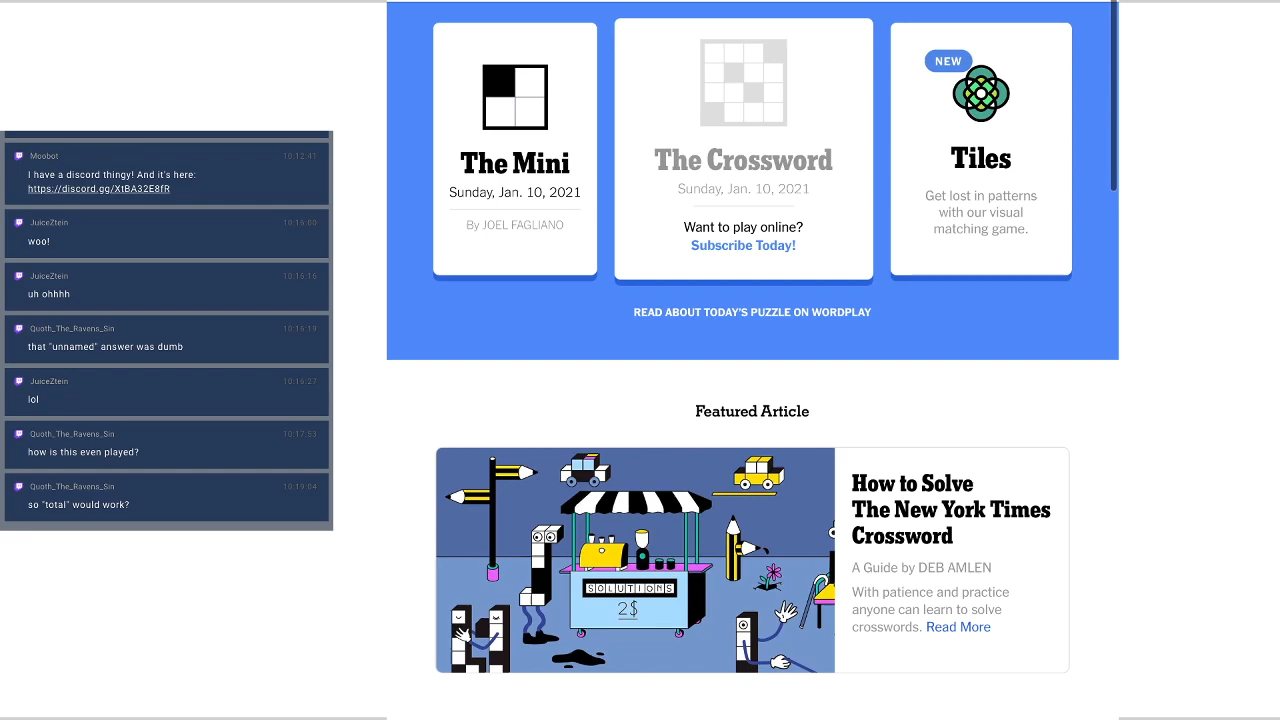 Moobot 10:12:41
I have a discord thingy! And it's here:
https://discord.gg/XtBA32E8fR
JuiceZtein 10:16:00
woo!
JuiceZtein 10:16:16
uh ohhhh
Quoth_The_Ravens_Sin 10:16:19
that "unnamed" answer was dumb
JuiceZtein 10:16:27
lol
Quoth_The_Ravens_Sin 10:17:53
how is this even played?
Quoth_The_Ravens_Sin 10:19:04
so "total" would work?
The Mini
Sunday, Jan. 10, 2021
By JOEL FAGLIANO
The Crossword
Sunday, Jan. 10, 2021
Want to play online?
Subscribe Today!
NEW
Tiles
Get lost in patterns
with our visual
matching game.
READ ABOUT TODAY'S PUZZLE ON WORDPLAY
Featured Article
SOLUTIONS
2$
How to Solve
The New York Times
Crossword
A Guide by DEB AMLEN
With patience and practice
anyone can learn to solve
crosswords. Read More